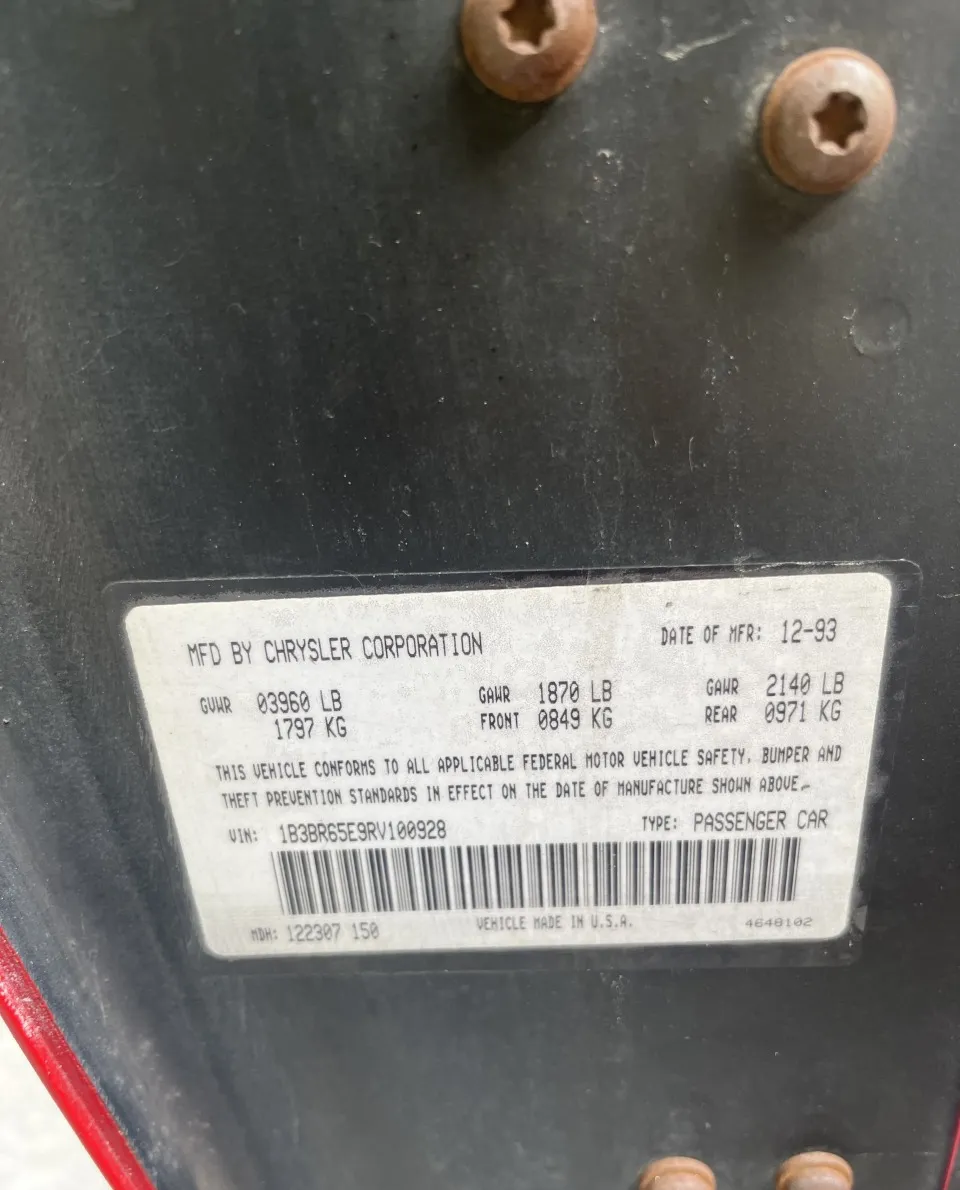 MFD BY CHRYSLER CORPORATION DATE OF MFR: 12-93
GVWR 03960 LB GAWR 1870 LB GAWR 2140 LB
1797 KG FRONT 0849 KG REAR 0971 KG
THIS VEHICLE CONFORMS TO ALL APPLICABLE FEDERAL MOTOR VEHICLE SAFETY, BUMPER AND
THEFT PREVENTION STANDARDS IN EFFECT ON THE DATE OF MANUFACTURE SHOWN ABOVE.
VIN: 1B3BR65E9RV100928 TYPE: PASSENGER CAR
MDH: 122307 150 VEHICLE MADE IN U.S.A. 4648102